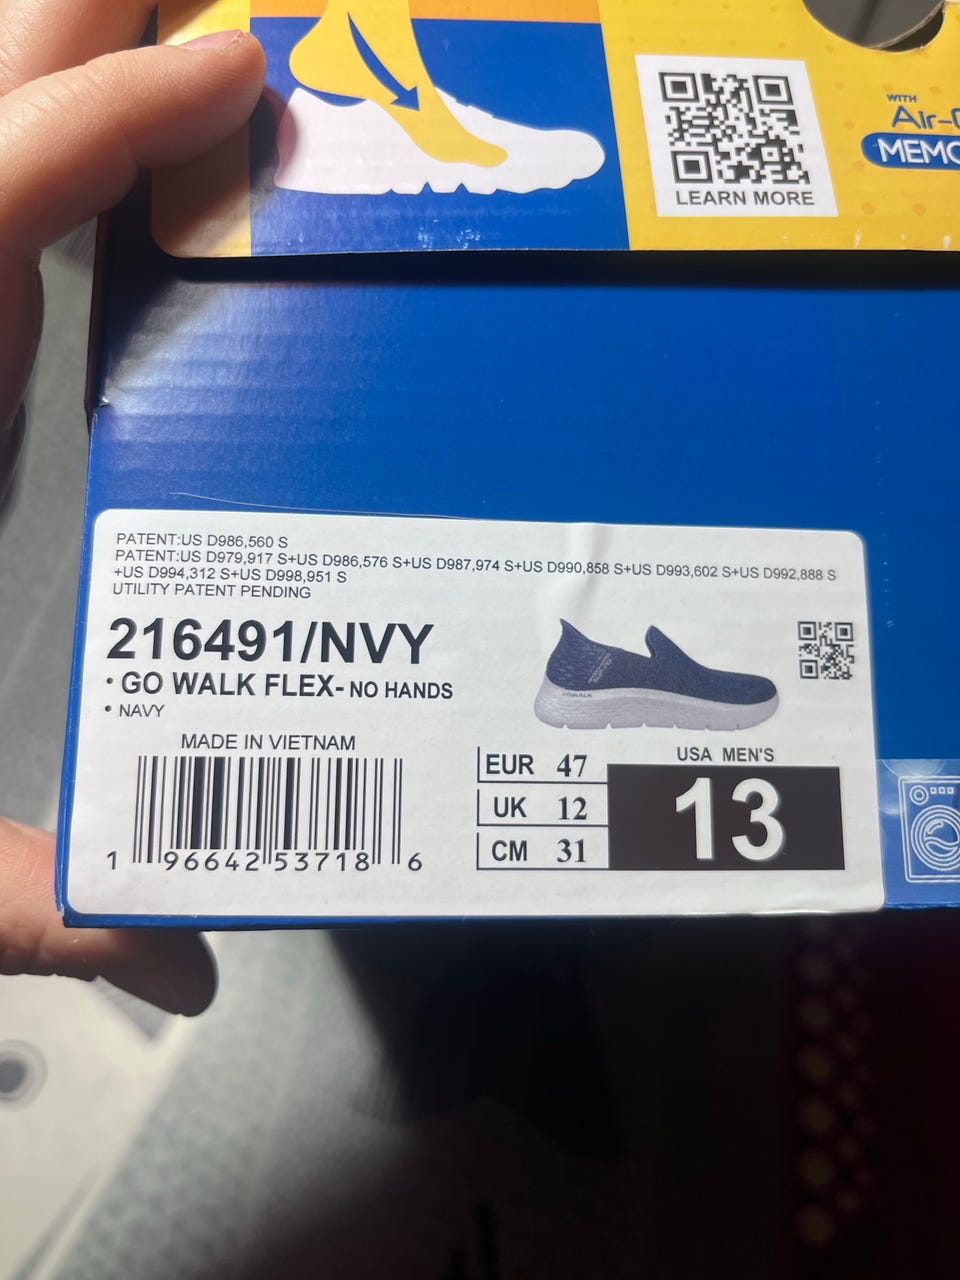 LEARN MORE
WITH
PATENT:US D986,560 S
PATENT:US D979,917 S+US D986,576 S+US D987,974 S+US D990,858 S+US D993,602 S+US D992,888 S
+US D994,312 S+US D998,951 S
UTILITY PATENT PENDING
216491/NVY
• GO WALK FLEX- NO HANDS
• NAVY
MADE IN VIETNAM
1 96642 53718 6
EUR 47
UK 12
CM 31
USA MEN'S
13